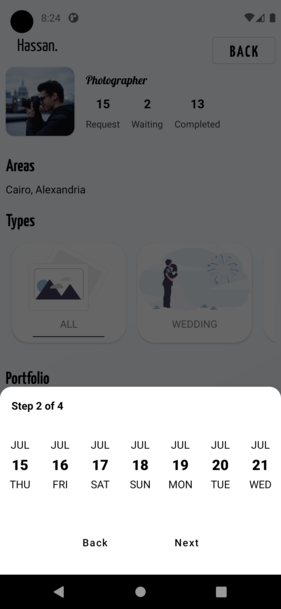 8:24
Hassan.
BACK
Photographer
15 2 13
Request Waiting Completed
Areas
Cairo, Alexandria
Types
ALL WEDDING
Portfolio
Step 2 of 4
JUL JUL JUL JUL JUL JUL JUL
15 16 17 18 19 20 21
THU FRI SAT SUN MON TUE WED
Back Next